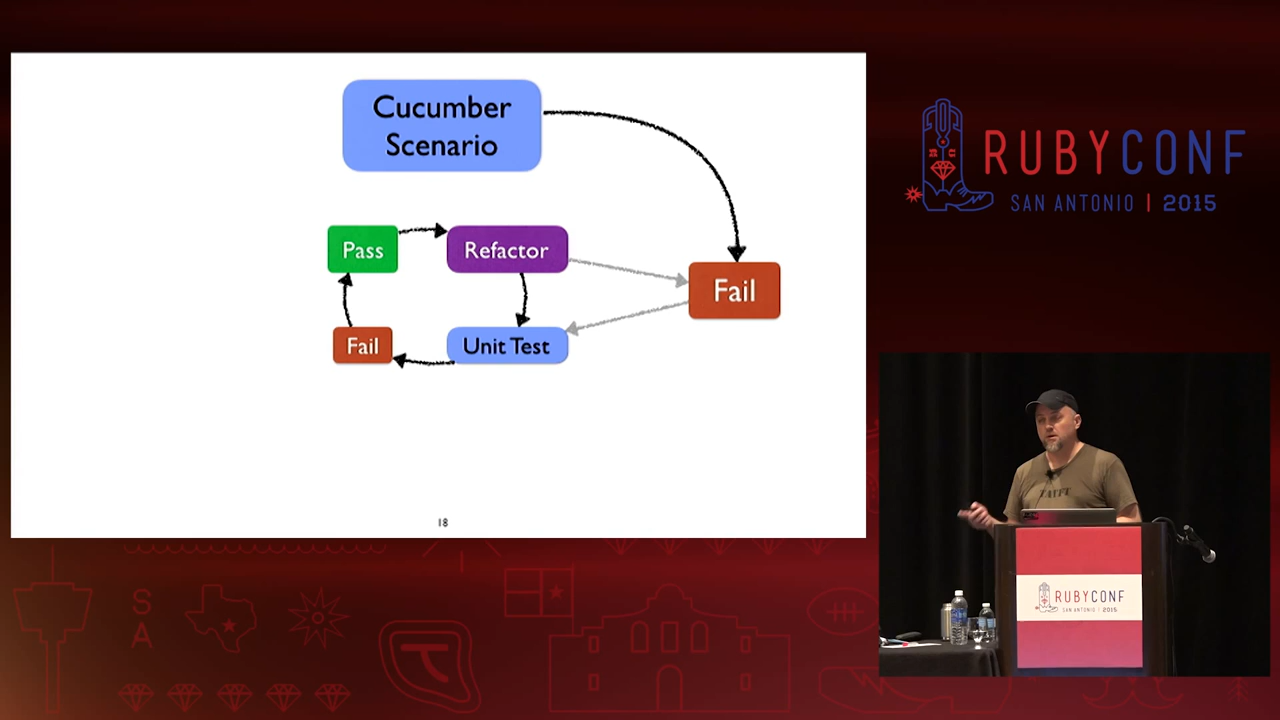 Cucumber
Scenario
Pass
Refactor
Fail
Fail
Unit Test
18
RUBYCONF
SAN ANTONIO | 2015
S
A
RUBYCONF
SAN ANTONIO | 2015